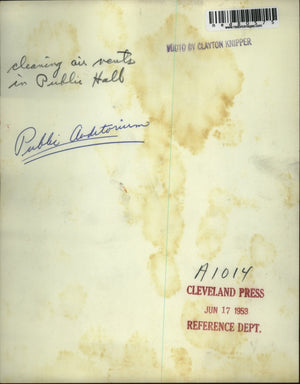 PHOTO BY CLAYTON KNIPPER
cleaning air vents
in Public Hall
Public Auditorium
A1014
CLEVELAND PRESS
JUN 17 1953
REFERENCE DEPT.